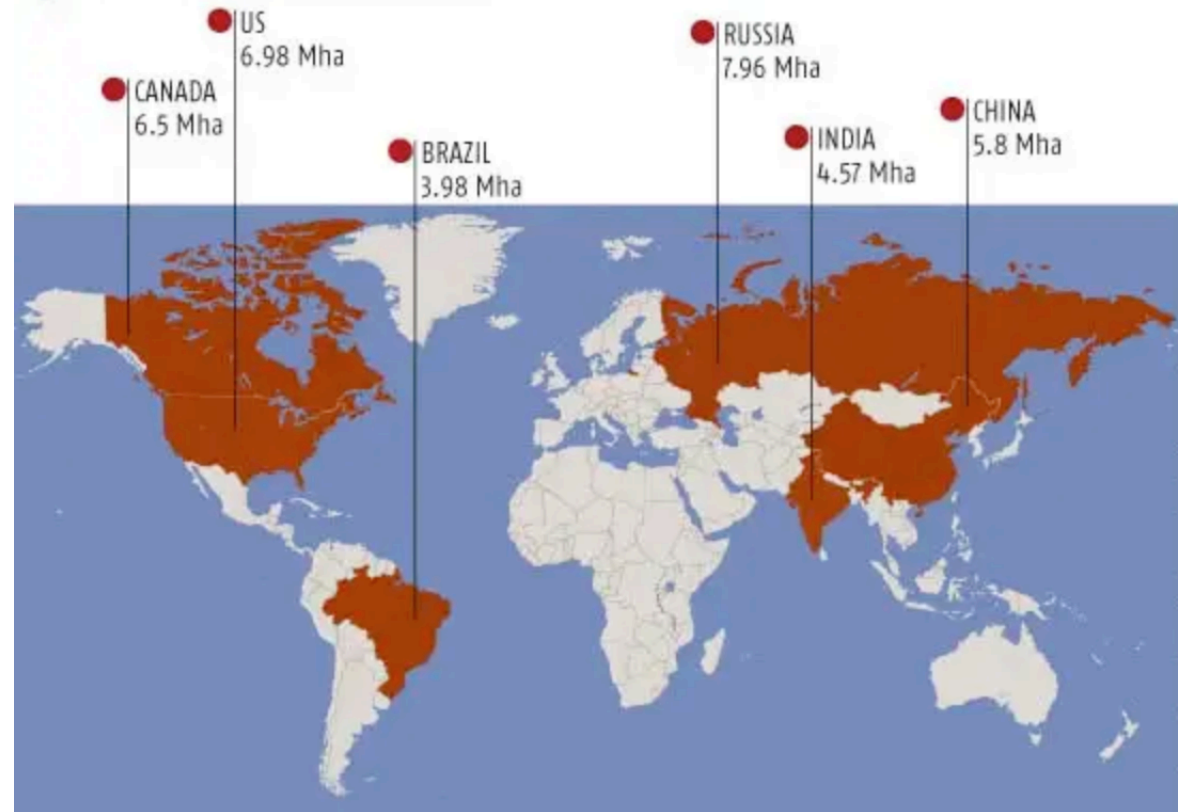 US
6.98 Mha
CANADA
6.5 Mha
BRAZIL
3.98 Mha
RUSSIA
7.96 Mha
INDIA
4.57 Mha
CHINA
5.8 Mha